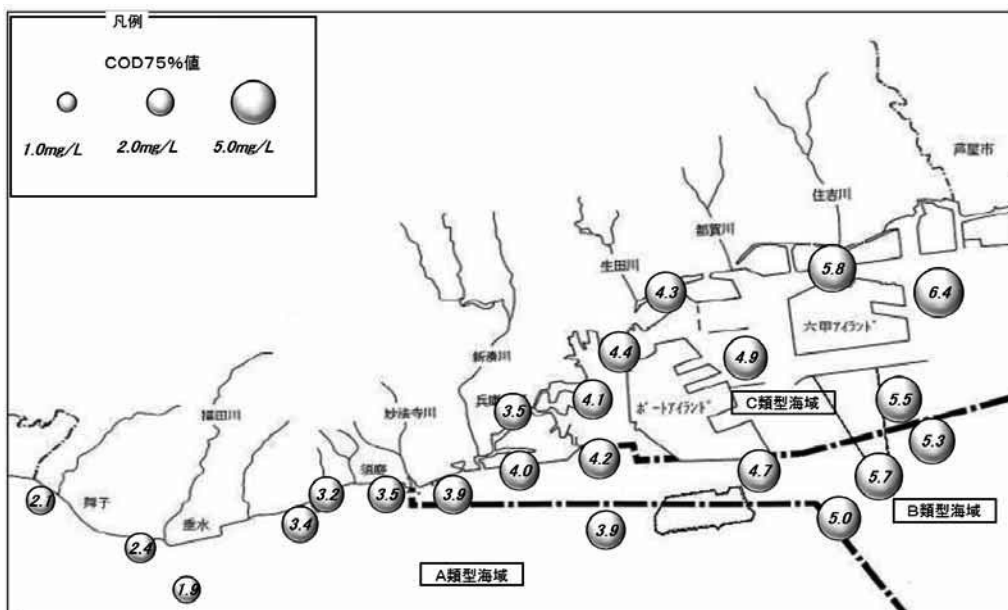 凡例
COD75%値
1.0mg/L 2.0mg/L 5.0mg/L
芦屋市
住吉川
都賀川
生田川
5.8
4.3
6.4
六甲アイランド
新湊川
4.4
4.9
福田川
妙法寺川
兵庫
4.1
ポートアイランド
C類型海域
5.5
3.5
5.3
4.2
須磨
4.0
4.7
5.7
2.1
舞子
3.2
3.5
3.9
B類型海域
垂水
3.4
3.9
5.0
2.4
A類型海域
1.9